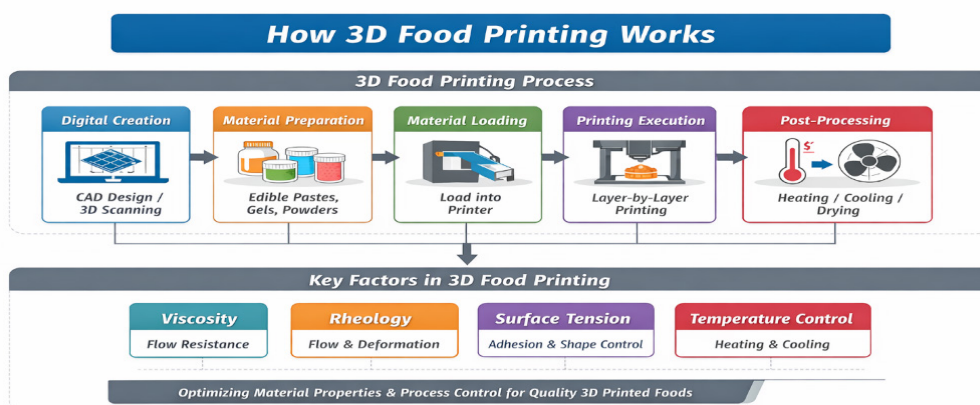 How 3D Food Printing Works
3D Food Printing Process
Digital Creation
CAD Design /
3D Scanning
Material Preparation
Edible Pastes,
Gels, Powders,
Material Loading
Load into
Printer
Printing Execution
Layer-by-Layer
Printing
Post-Processing
Heating / Cooling /
Drying
Key Factors in 3D Food Printing
Viscosity
Flow Resistance
Rheology
Flow & Deformation
Surface Tension
Adhesion & Shape Control
Temperature Control
Heating & Cooling
Optimizing Material Properties & Process Control for Quality 3D Printed Foods